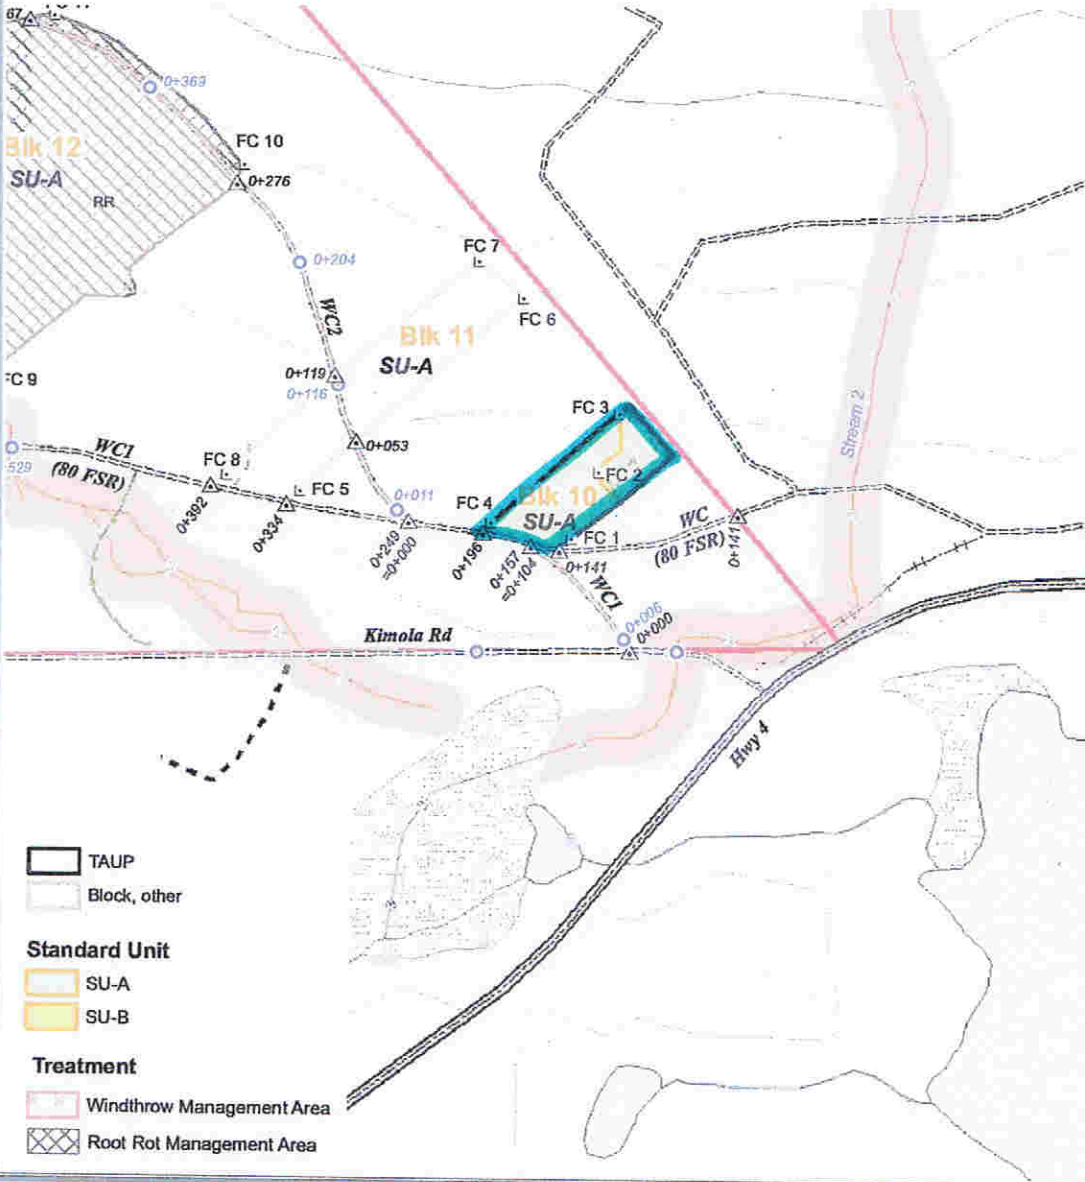 67
0+369
FC 10
Blk 12
SU-A
0+276
RR
FC 7
0+204
WC2
FC 6
Blk 11
SU-A
0+119
0+116
FC 9
FC 3
Stream 2
0+053
WC1
(80 FSR)
529
FC 8
FC 5
FC 2
0+011
FC 4
Blk 10
SU-A
0+392
0+334
0+249
=0+000
0+196
0+157
=0+104
FC 1
0+141
WC
(80 FSR)
0+141
WC1
0+006
0+000
Kimola Rd
Hwy 4
TAUP
Block, other
Standard Unit
SU-A
SU-B
Treatment
Windthrow Management Area
Root Rot Management Area